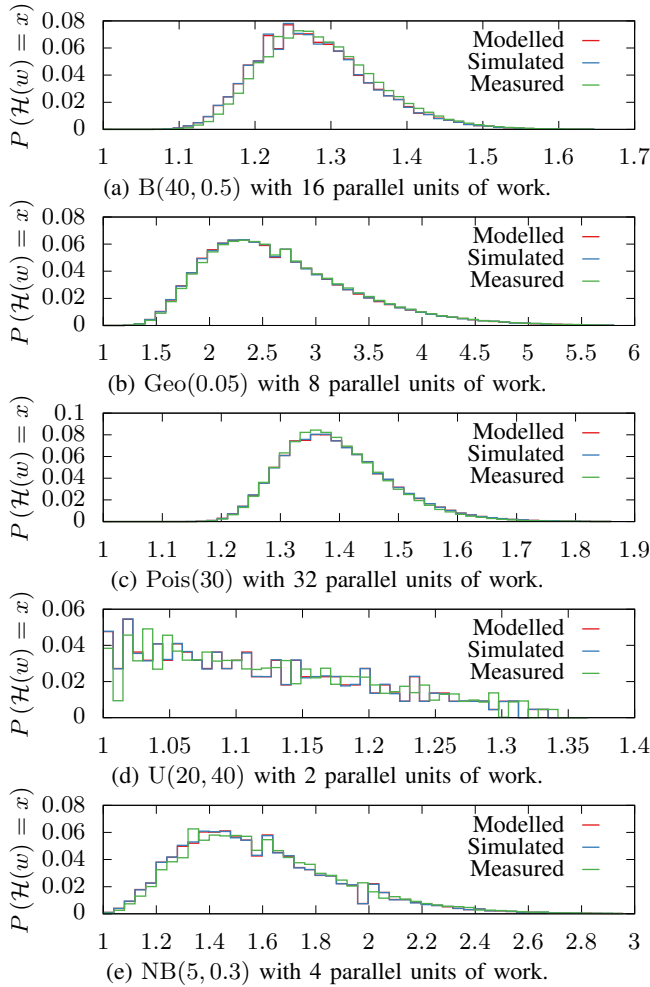 P (H(w) = x)
0.08
0.06
0.04
0.02
0
Modelled
Simulated
Measured
1 1.1 1.2 1.3 1.4 1.5 1.6 1.7
(a) B(40, 0.5) with 16 parallel units of work.
P (H(w) = x)
0.08
0.06
0.04
0.02
0
Modelled
Simulated
Measured
1 1.5 2 2.5 3 3.5 4 4.5 5 5.5 6
(b) Geo(0.05) with 8 parallel units of work.
P (H(w) = x)
0.1
0.08
0.06
0.04
0.02
0
Modelled
Simulated
Measured
1 1.1 1.2 1.3 1.4 1.5 1.6 1.7 1.8 1.9
(c) Pois(30) with 32 parallel units of work.
P (H(w) = x)
0.06
0.04
0.02
0
Modelled
Simulated
Measured
1 1.05 1.1 1.15 1.2 1.25 1.3 1.35 1.4
(d) U(20, 40) with 2 parallel units of work.
P (H(w) = x)
0.08
0.06
0.04
0.02
0
Modelled
Simulated
Measured
1 1.2 1.4 1.6 1.8 2 2.2 2.4 2.6 2.8 3
(e) NB(5, 0.3) with 4 parallel units of work.